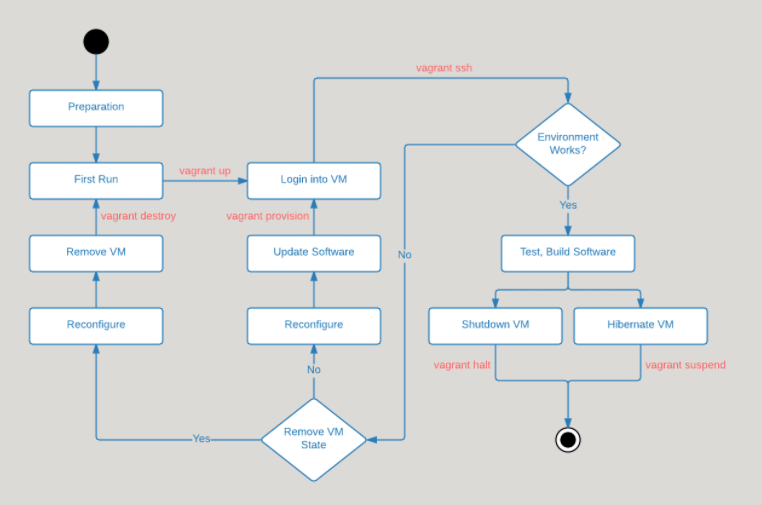 vagrant ssh
Preparation
Environment
Works?
First Run
vagrant up
Login into VM
Yes
vagrant destroy
vagrant provision
Remove VM
Update Software
No
Test, Build Software
Reconfigure
Reconfigure
Shutdown VM
Hibernate VM
No
vagrant halt
vagrant suspend
Yes
Remove VM
State